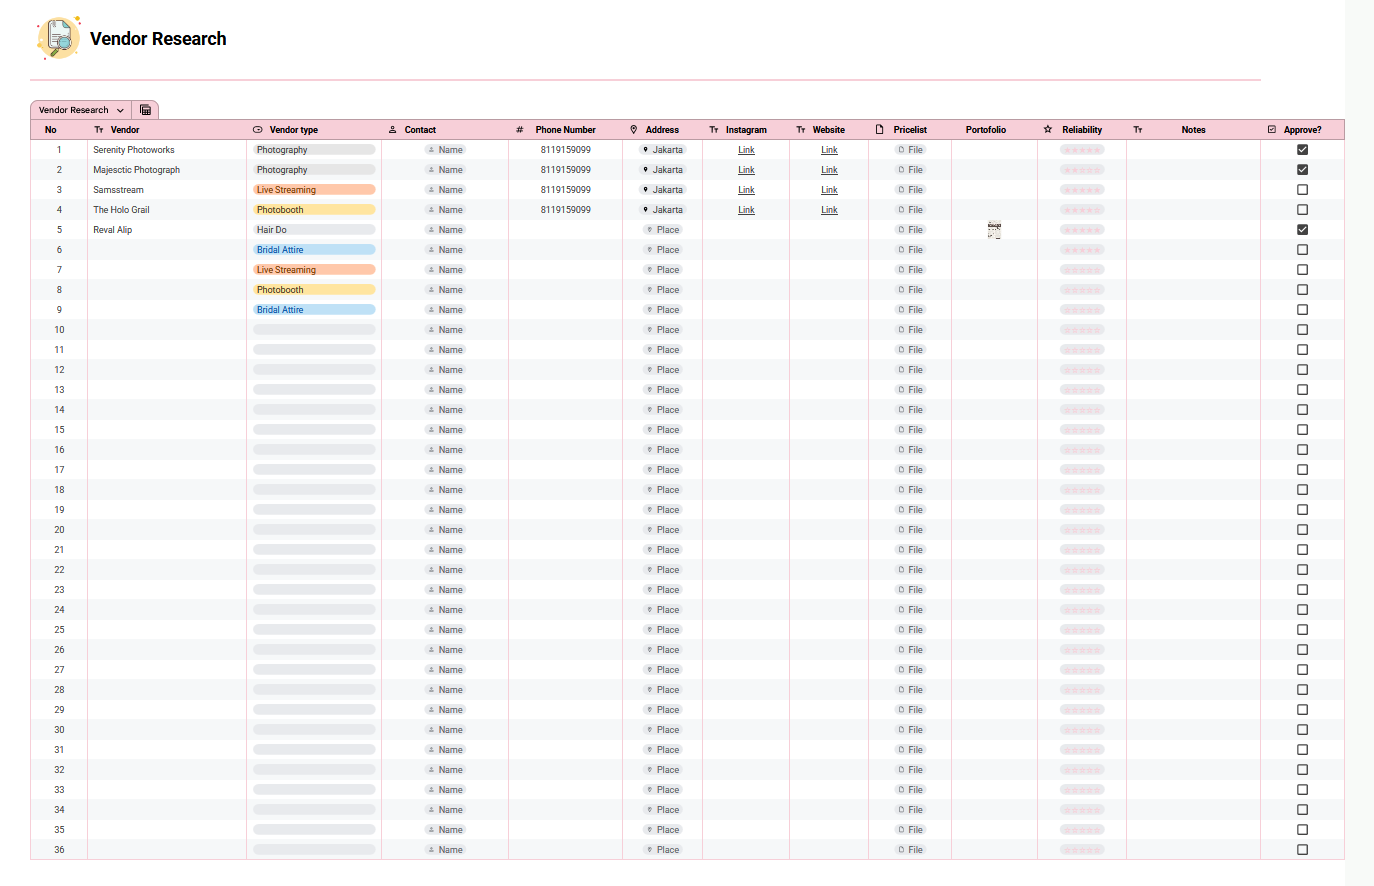 Vendor Research
Vendor Research
No Vendor Vendor type Contact # Phone Number Address Instagram Website Pricelist Portofolio Reliability Notes Approve?
1 Serenity Photoworks Photography Name 8119159099 Jakarta Link Link File
2 Majesctic Photograph Photography Name 8119159099 Jakarta Link Link File
3 Samsstream Live Streaming Name 8119159099 Jakarta Link Link File
4 The Holo Grail Photobooth Name 8119159099 Jakarta Link Link File
5 Reval Alip Hair Do Name Place File
6 Bridal Attire Name Place File
7 Live Streaming Name Place File
8 Photobooth Name Place File
9 Bridal Attire Name Place File
10 Name Place File
11 Name Place File
12 Name Place File
13 Name Place File
14 Name Place File
15 Name Place File
16 Name Place File
17 Name Place File
18 Name Place File
19 Name Place File
20 Name Place File
21 Name Place File
22 Name Place File
23 Name Place File
24 Name Place File
25 Name Place File
26 Name Place File
27 Name Place File
28 Name Place File
29 Name Place File
30 Name Place File
31 Name Place File
32 Name Place File
33 Name Place File
34 Name Place File
35 Name Place File
36 Name Place File